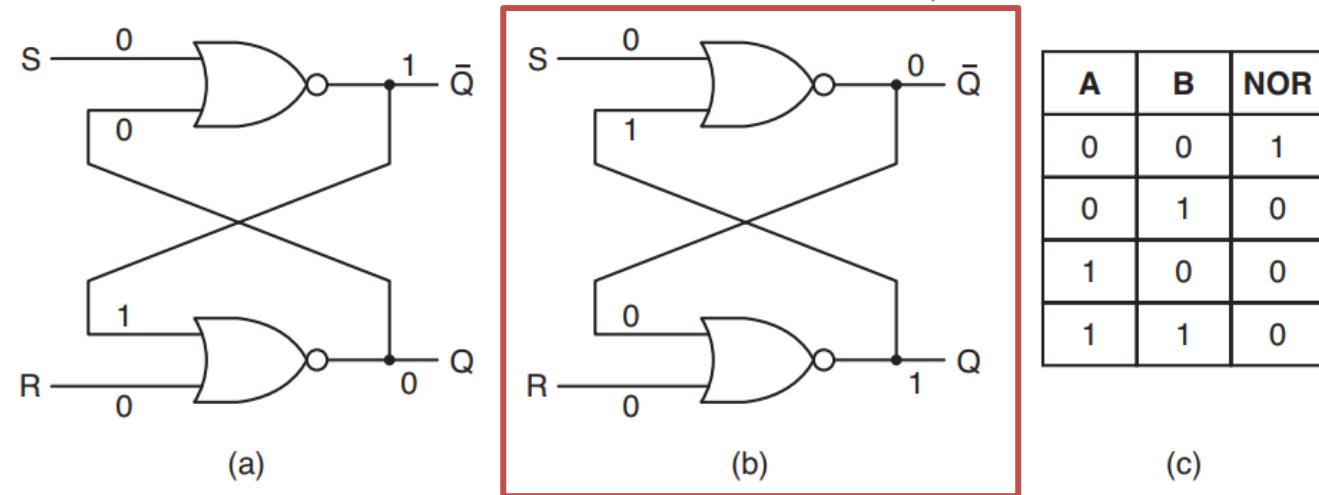 S 0 1 Q̄
0
1
R 0 0 Q
(a)
S 0 0 Q̄
1
0
R 0 1 Q
(b)
A B NOR
0 0 1
0 1 0
1 0 0
1 1 0
(c)